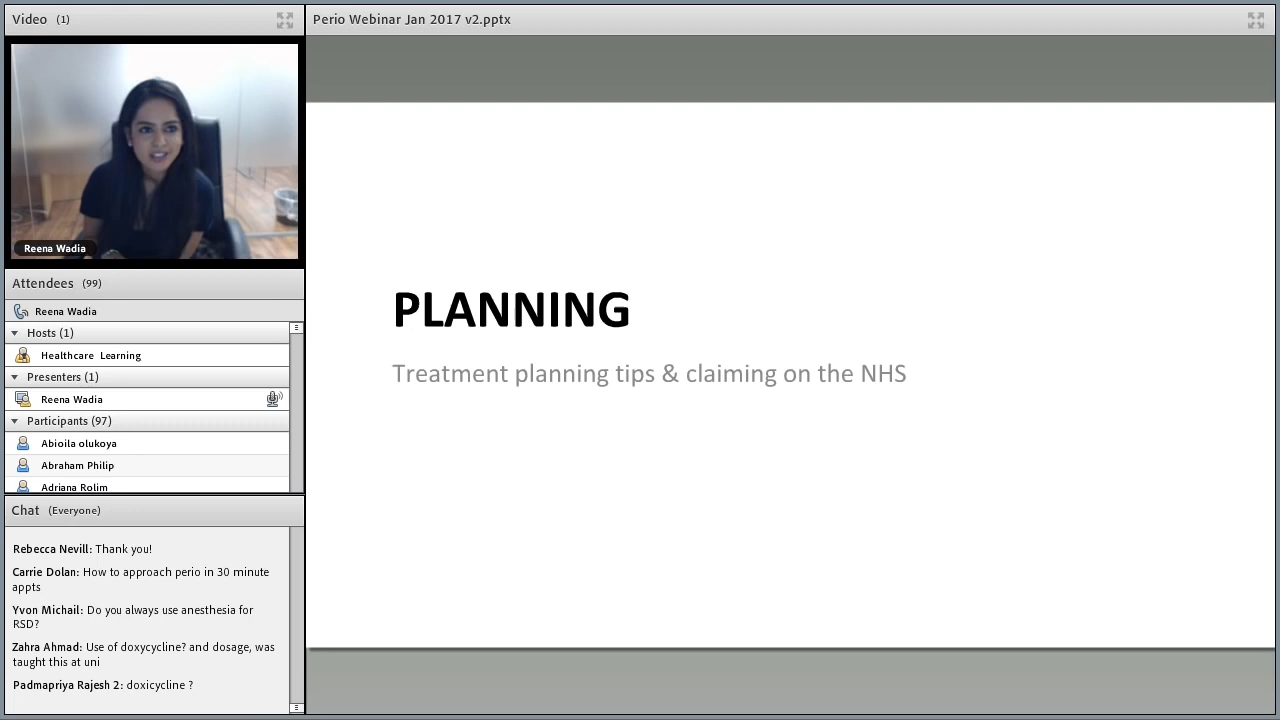 Video (1)
Reena Wadia
Attendees (99)
Reena Wadia
Hosts (1)
Healthcare Learning
Presenters (1)
Reena Wadia
Participants (97)
Abioila olukoya
Abraham Philip
Adriana Rolim
Chat (Everyone)
Rebecca Nevill: Thank you!
Carrie Dolan: How to approach perio in 30 minute
appts
Yvon Michail: Do you always use anesthesia for
RSD?
Zahra Ahmad: Use of doxycycline? and dosage, was
taught this at uni
Padmapriya Rajesh 2: doxicycline ?
Perio Webinar Jan 2017 v2.pptx
PLANNING
Treatment planning tips & claiming on the NHS